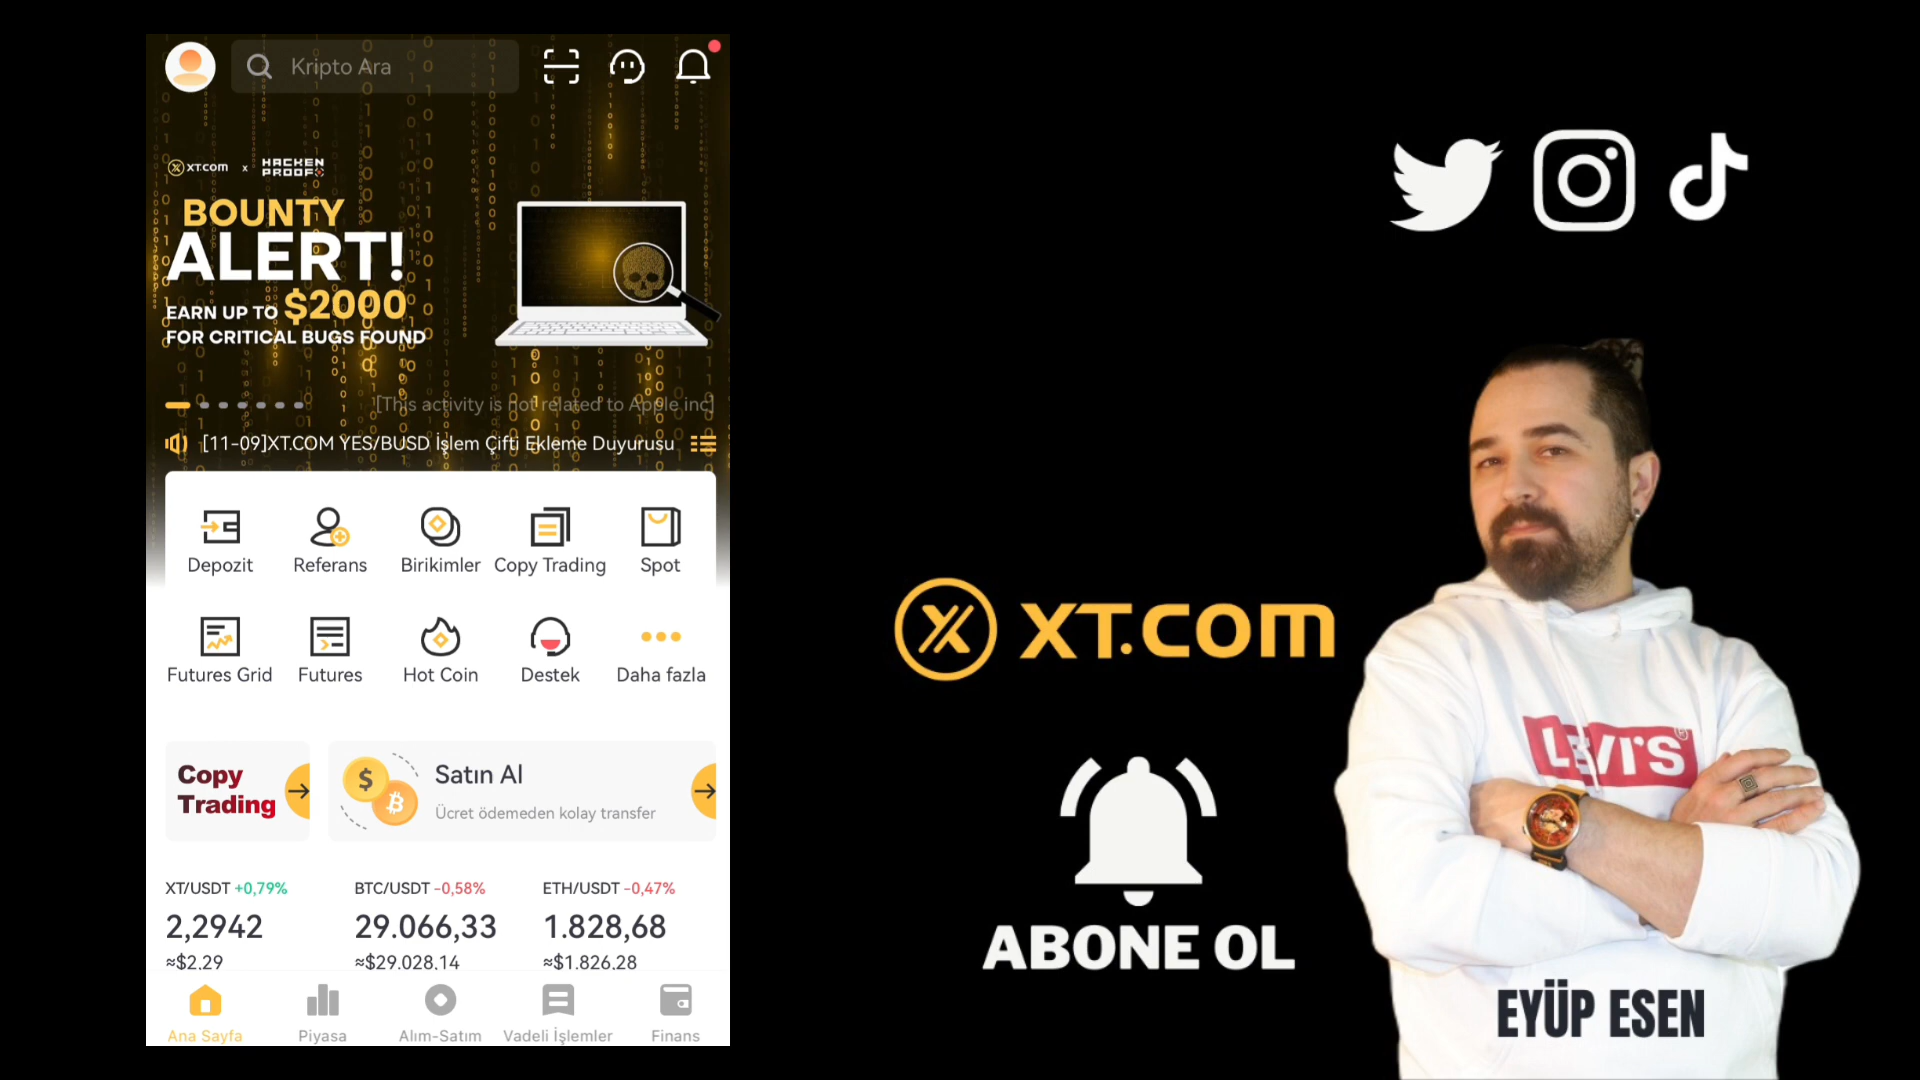 Kripto Ara
XT.COM x HACKEN PROOF
BOUNTY
ALERT!
EARN UP TO $2000
FOR CRITICAL BUGS FOUND
[This activity is not related to Apple inc]
[11-09]XT.COM YES/BUSD İşlem Çifti Ekleme Duyurusu
Depozit Referans Birikimler Copy Trading Spot
Futures Grid Futures Hot Coin Destek Daha fazla
Copy
Trading
Satın Al
Ücret ödemeden kolay transfer
XT/USDT +0,79% BTC/USDT -0,58% ETH/USDT -0,47%
2,2942 29.066,33 1.828,68
≈$2,29 ≈$29.028,14 ≈$1.826,28
Ana Sayfa Piyasa Alım-Satım Vadeli İşlemler Finans
XT.COM
ABONE OL
LEVI'S
EYÜP ESEN